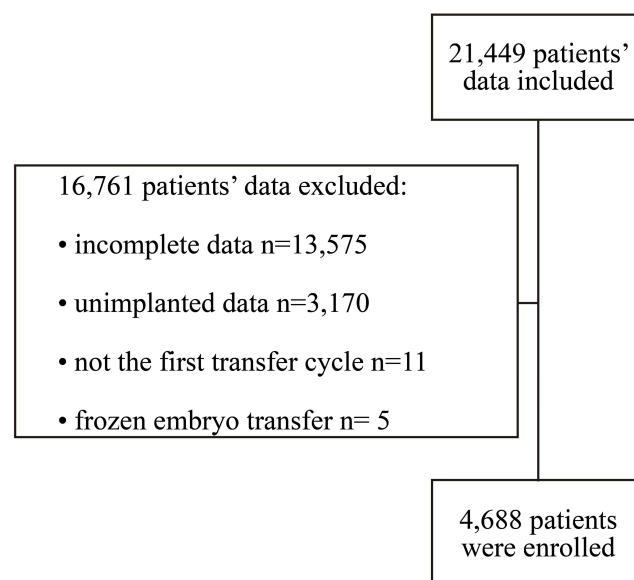 21,449 patients’
data included
16,761 patients’ data excluded:
• incomplete data n=13,575
• unimplanted data n=3,170
• not the first transfer cycle n=11
• frozen embryo transfer n= 5
4,688 patients
were enrolled